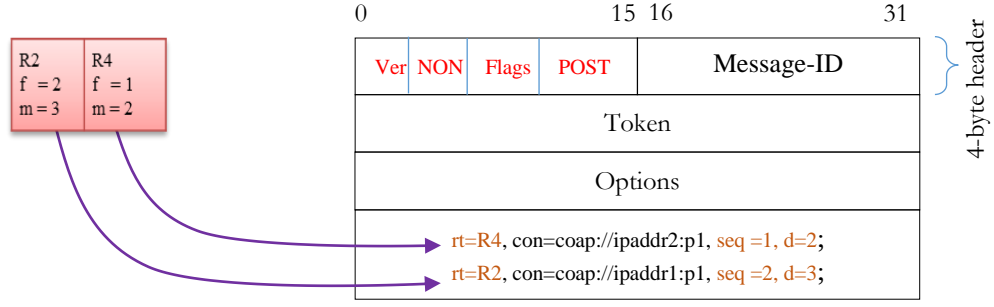 0 15 16 31
R2 R4
f = 2 f = 1
m = 3 m = 2
Ver NON Flags POST Message-ID
4-byte header
Token
Options
rt=R4, con=coap://ipaddr2:p1, seq =1, d=2;
rt=R2, con=coap://ipaddr1:p1, seq =2, d=3;